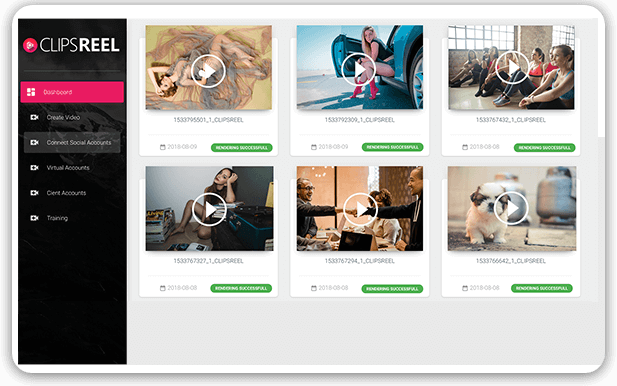 CLIPSREEL
Dashboard
Create Video
Connect Social Accounts
Virtual Accounts
Cient Accounts
Training
1533795501_1_CLIPSREEL
2018-08-09
RENDERING SUCCESSFULL
1533792309_1_CLIPSREEL
2018-08-09
RENDERING SUCCESSFULL
1533767432_1_CLIPSREEL
2018-08-08
RENDERING SUCCESSFULL
1533767327_1_CLIPSREEL
2018-08-08
RENDERING SUCCESSFULL
1533767294_1_CLIPSREEL
2018-08-08
RENDERING SUCCESSFULL
1533766642_1_CLIPSREEL
2018-08-08
RENDERING SUCCESSFULL